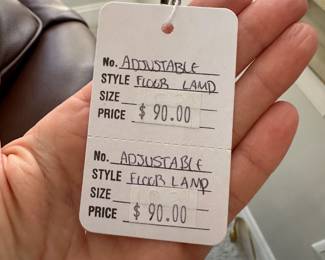 No. ADJUSTABLE
STYLE FLOOR LAMP
SIZE
PRICE $ 90.00
No. ADJUSTABLE
STYLE FLOOR LAMP
SIZE
PRICE $ 90.00